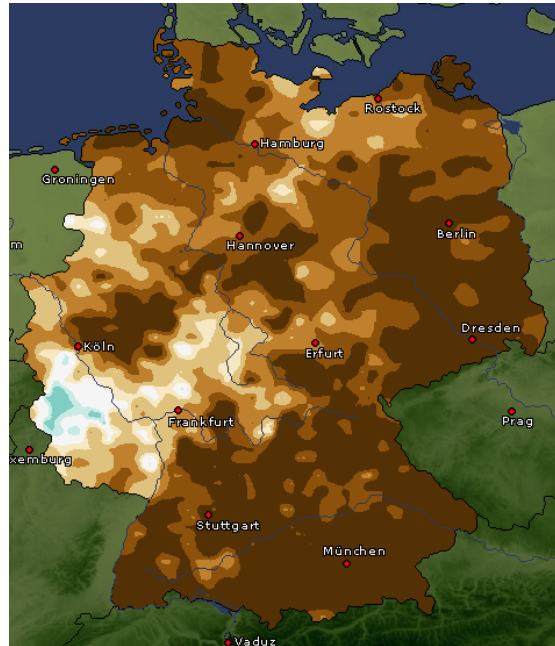 Rostock
Hamburg
Groningen
Berlin
m
Hannover
Dresden
Köln
Erfurt
Frankfurt
Prag
xemburg
Stuttgart
München
Vaduz